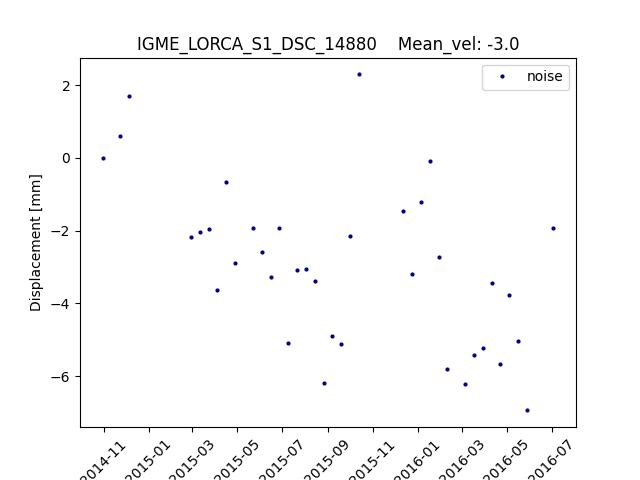 IGME_LORCA_S1_DSC_14880    Mean_vel: -3.0
noise
Displacement [mm]
2
0
−2
−4
−6
2014-11 2015-01 2015-03 2015-05 2015-07 2015-09 2015-11 2016-01 2016-03 2016-05 2016-07